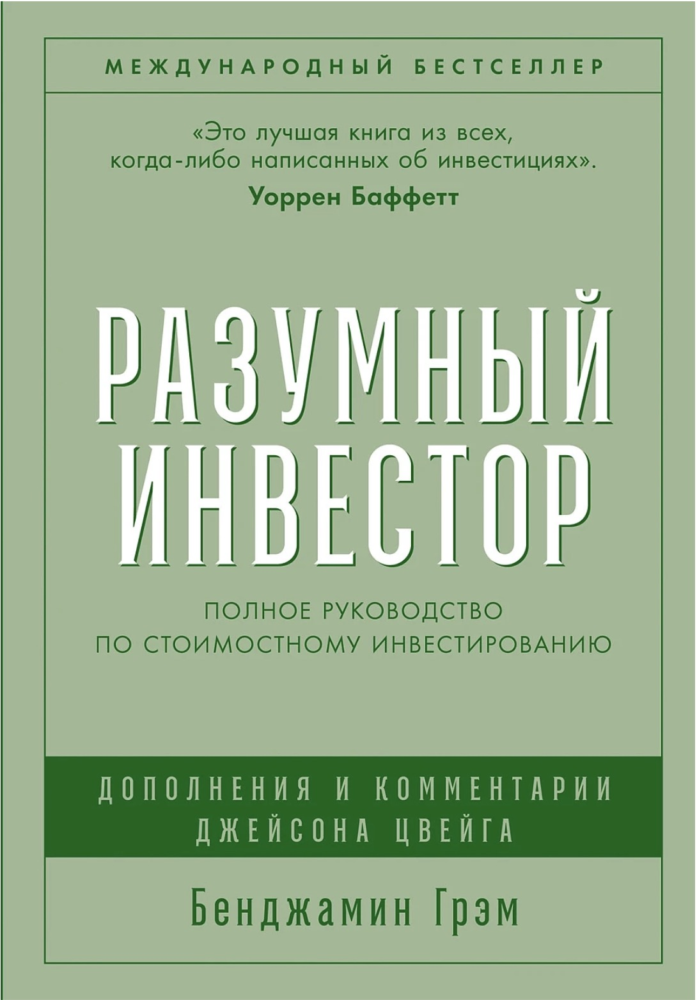 МЕЖДУНАРОДНЫЙ БЕСТСЕЛЛЕР
«Это лучшая книга из всех,
когда-либо написанных об инвестициях».
Уоррен Баффетт
РАЗУМНЫЙ
ИНВЕСТОР
ПОЛНОЕ РУКОВОДСТВО
ПО СТОИМОСТНОМУ ИНВЕСТИРОВАНИЮ
ДОПОЛНЕНИЯ И КОММЕНТАРИИ
ДЖЕЙСОНА ЦВЕЙГА
Бенджамин Грэм